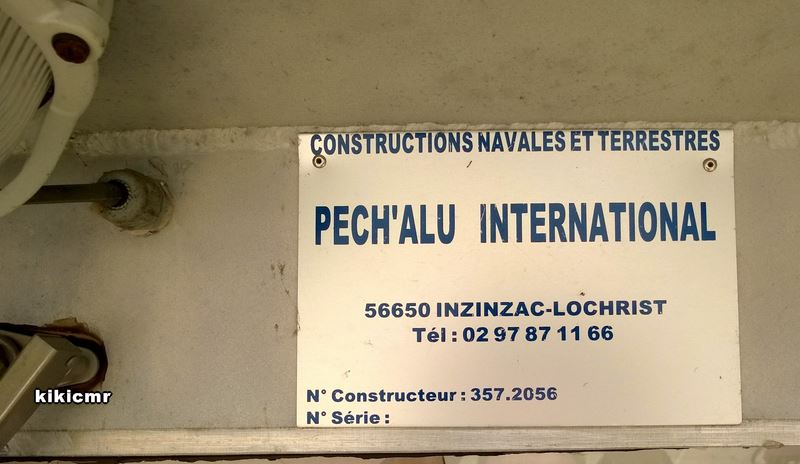 CONSTRUCTIONS NAVALES ET TERRESTRES
PECH'ALU INTERNATIONAL
56650 INZINZAC-LOCHRIST
Tél : 02 97 87 11 66
N° Constructeur : 357.2056
N° Série :
kikicmr